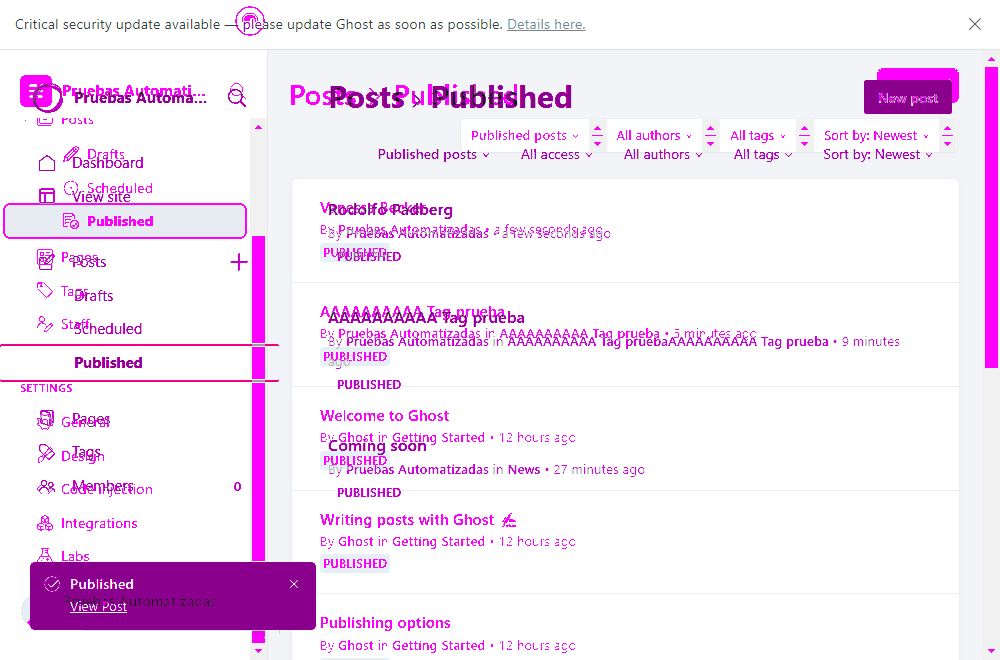 Critical security update available — please update Ghost as soon as possible. Details here.
Pruebas Automati...
Pruebas Automa...
Posts
Drafts
Dashboard
Scheduled
View site
Published
Pages
Posts
Tags
Drafts
Staff
Scheduled
Published
SETTINGS
Pages
General
Tags
Design
Members 0
Code injection
Integrations
Labs
Published
View Post
Posts Published
Posts Published
New post
Published posts All authors All tags Sort by: Newest
Published posts All access All authors All tags Sort by: Newest
Rodolfo Padberg
By Pruebas Automatizadas • a few seconds ago
By Pruebas Automatizadas • a few seconds ago
PUBLISHED
PUBLISHED
AAAAAAAAAA Tag prueba
AAAAAAAAAA Tag prueba
By Pruebas Automatizadas in AAAAAAAAAA Tag prueba • 5 minutes ago
By Pruebas Automatizadas in AAAAAAAAAA Tag pruebaAAAAAAAAAA Tag prueba • 9 minutes
ago
PUBLISHED
PUBLISHED
Welcome to Ghost
By Ghost in Getting Started • 12 hours ago
Coming soon
PUBLISHED
By Pruebas Automatizadas in News • 27 minutes ago
PUBLISHED
Writing posts with Ghost
By Ghost in Getting Started • 12 hours ago
PUBLISHED
Publishing options
By Ghost in Getting Started • 12 hours ago